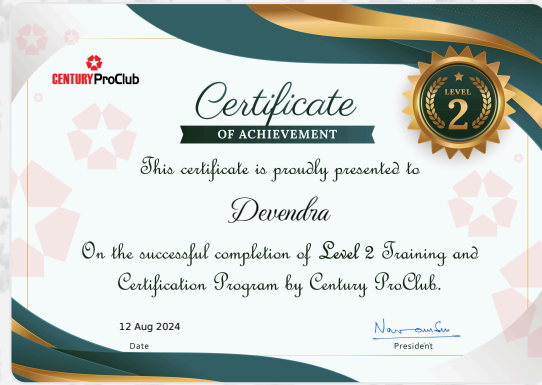 CENTURY ProClub
Certificate
OF ACHIEVEMENT
LEVEL
2
This certificate is proudly presented to
Devendra
On the successful completion of Level 2 Training and
Certification Program by Century ProClub.
12 Aug 2024
Date
President